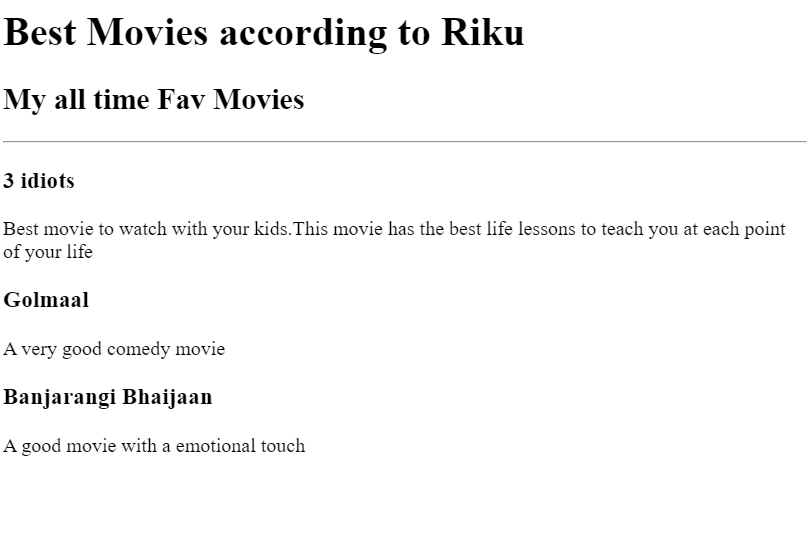 Best Movies according to Riku
My all time Fav Movies
3 idiots
Best movie to watch with your kids.This movie has the best life lessons to teach you at each point
of your life
Golmaal
A very good comedy movie
Banjarangi Bhaijaan
A good movie with a emotional touch